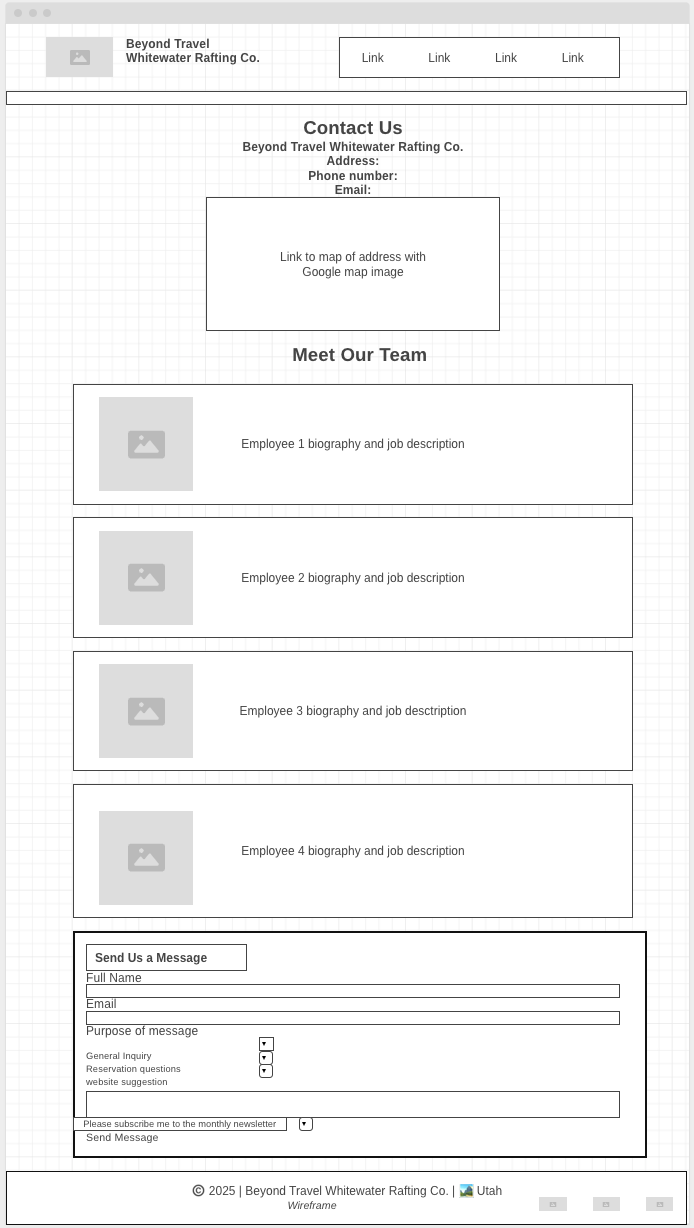 Beyond Travel
Whitewater Rafting Co.
Link Link Link Link
Contact Us
Beyond Travel Whitewater Rafting Co.
Address:
Phone number:
Email:
Link to map of address with
Google map image
Meet Our Team
Employee 1 biography and job description
Employee 2 biography and job description
Employee 3 biography and job desctription
Employee 4 biography and job description
Send Us a Message
Full Name
Email
Purpose of message
General Inquiry
Reservation questions
website suggestion
Please subscribe me to the monthly newsletter
Send Message
© 2025 | Beyond Travel Whitewater Rafting Co. | 🏞️ Utah
Wireframe